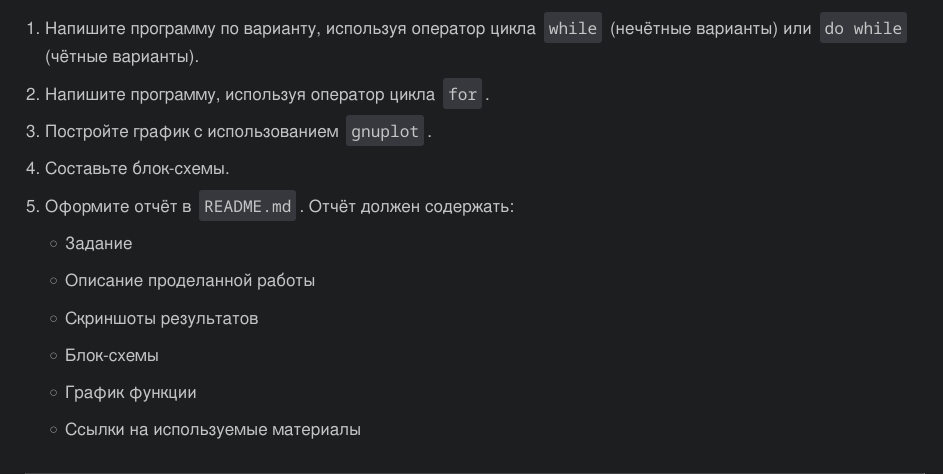 1. Напишите программу по варианту, используя оператор цикла while (нечётные варианты) или do while
(чётные варианты).
2. Напишите программу, используя оператор цикла for .
3. Постройте график с использованием gnuplot .
4. Составьте блок-схемы.
5. Оформите отчёт в README.md . Отчёт должен содержать:
○ Задание
○ Описание проделанной работы
○ Скриншоты результатов
○ Блок-схемы
○ График функции
○ Ссылки на используемые материалы